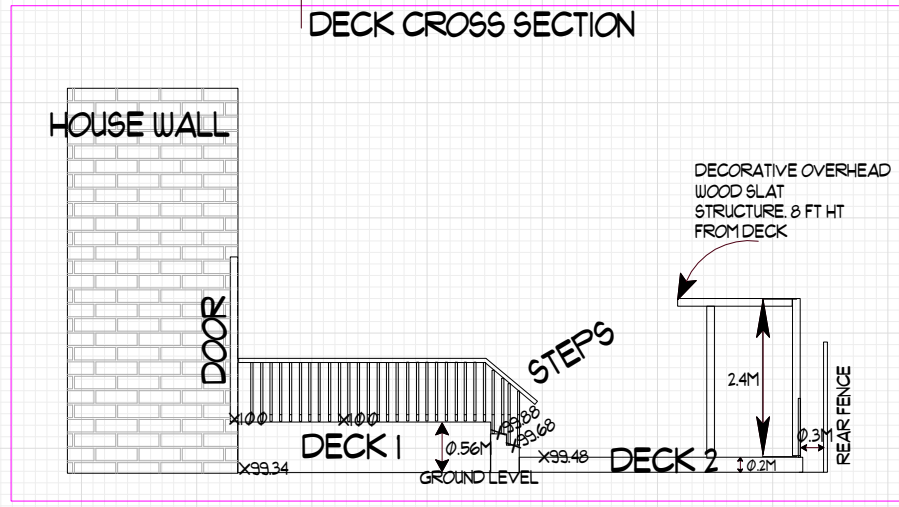 DECK CROSS SECTION
HOUSE WALL
DECORATIVE OVERHEAD
WOOD SLAT
STRUCTURE. 8 FT HT
FROM DECK
DOOR
STEPS
2.4M
REAR FENCE
X100
X100
X99.88
X99.68
0.3M
DECK 1
0.56M
X99.48
DECK 2
0.2M
X99.34
GROUND LEVEL